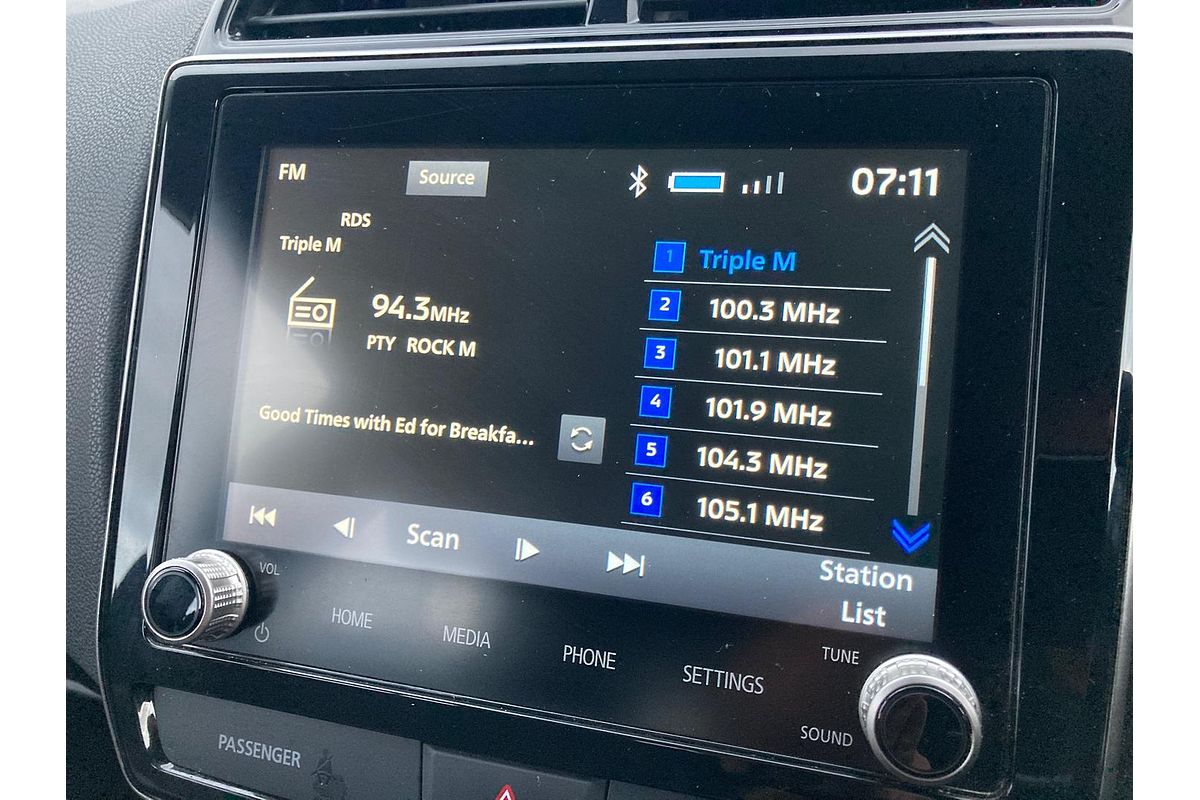 FM
Source
07:11
RDS
Triple M
94.3MHz
PTY ROCK M
Good Times with Ed for Breakfa...
1 Triple M
2 100.3 MHz
3 101.1 MHz
4 101.9 MHz
5 104.3 MHz
6 105.1 MHz
Scan
Station
List
VOL
HOME
MEDIA
PHONE
SETTINGS
TUNE
SOUND
PASSENGER